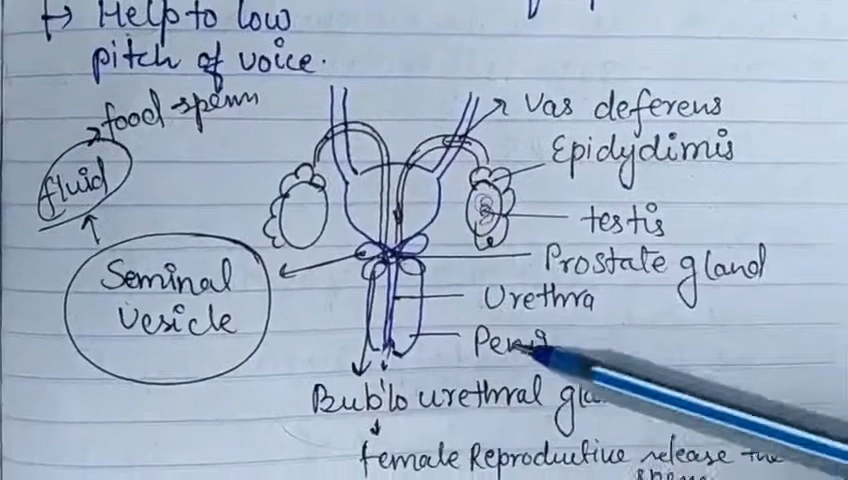 ↦ Help to low
pitch of voice.
food sperm
fluid
Vas deferens
Epidydimis
testis
Seminal
Vesicle
Prostate gland
Urethra
Bub'lo urethral
female Reproductive release the